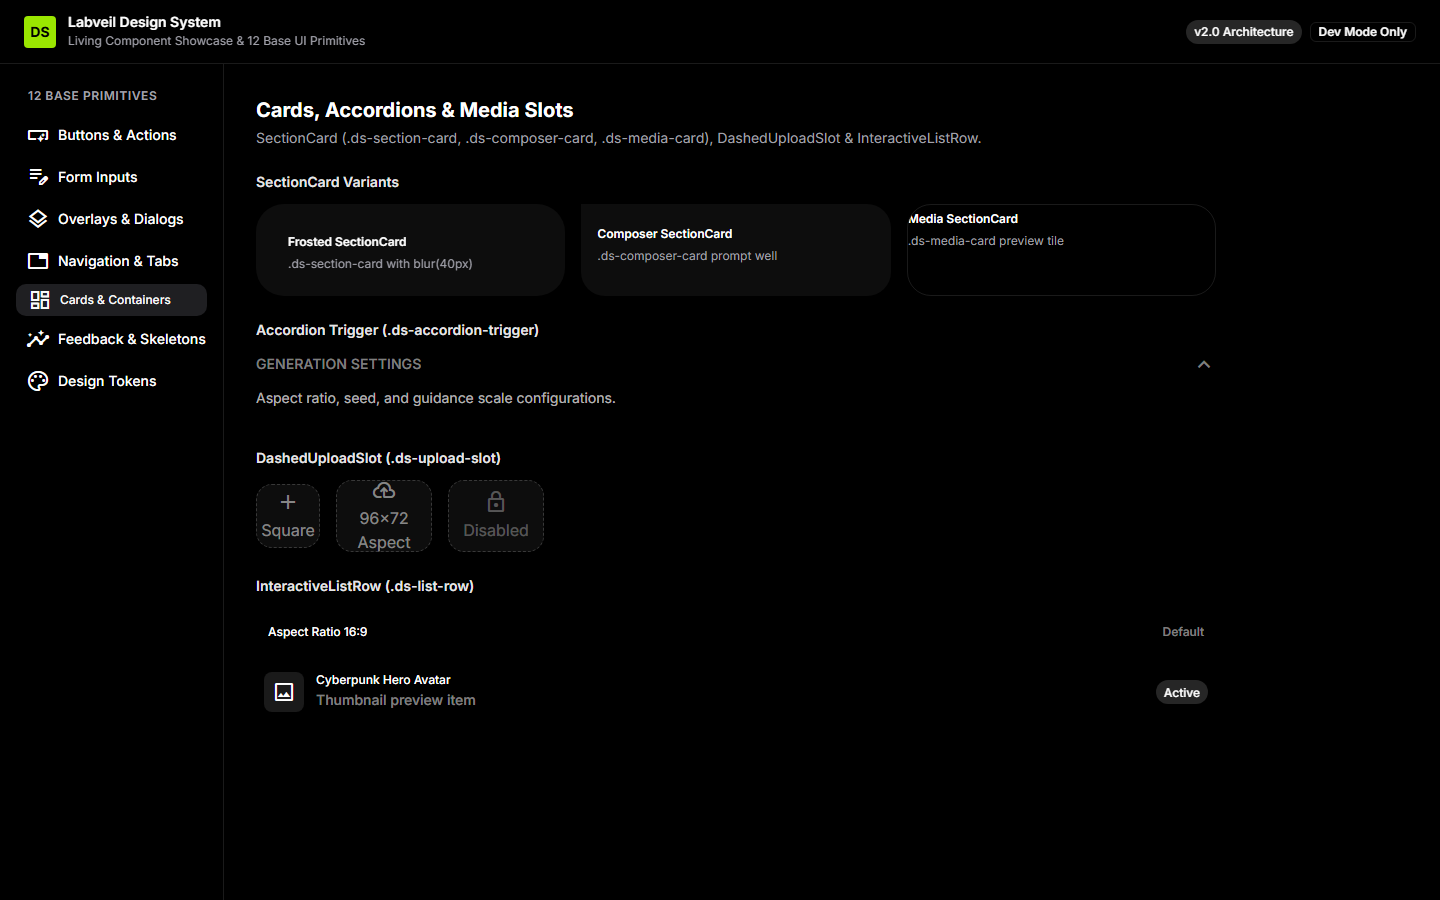 DS
Labveil Design System
Living Component Showcase & 12 Base UI Primitives
v2.0 Architecture
Dev Mode Only
12 BASE PRIMITIVES
Buttons & Actions
Form Inputs
Overlays & Dialogs
Navigation & Tabs
Cards & Containers
Feedback & Skeletons
Design Tokens
Cards, Accordions & Media Slots
SectionCard (.ds-section-card, .ds-composer-card, .ds-media-card), DashedUploadSlot & InteractiveListRow.
SectionCard Variants
Frosted SectionCard
.ds-section-card with blur(40px)
Composer SectionCard
.ds-composer-card prompt well
Media SectionCard
.ds-media-card preview tile
Accordion Trigger (.ds-accordion-trigger)
GENERATION SETTINGS
Aspect ratio, seed, and guidance scale configurations.
DashedUploadSlot (.ds-upload-slot)
Square
96×72
Aspect
Disabled
InteractiveListRow (.ds-list-row)
Aspect Ratio 16:9
Default
Cyberpunk Hero Avatar
Thumbnail preview item
Active